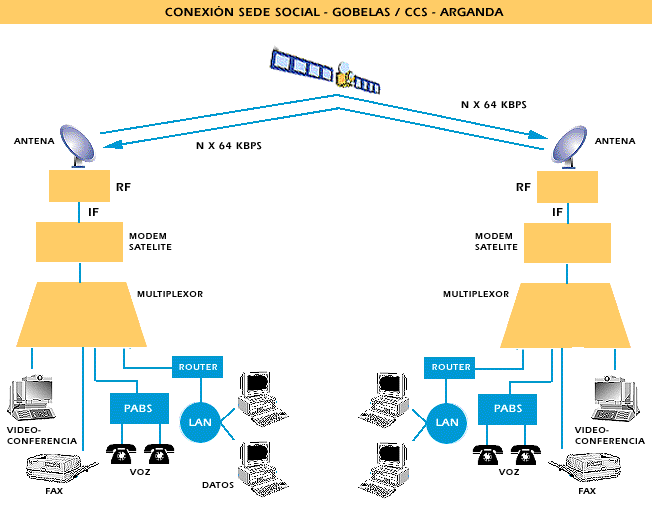 CONEXIÓN SEDE SOCIAL - GOBELAS / CCS - ARGANDA
N X 64 KBPS
N X 64 KBPS
ANTENA
RF
IF
MODEM
SATELITE
MULTIPLEXOR
ROUTER
PABS
LAN
VIDEO-
CONFERENCIA
VOZ
FAX
DATOS
ANTENA
RF
IF
MODEM
SATELITE
MULTIPLEXOR
ROUTER
LAN
PABS
VIDEO-
CONFERENCIA
VOZ
FAX